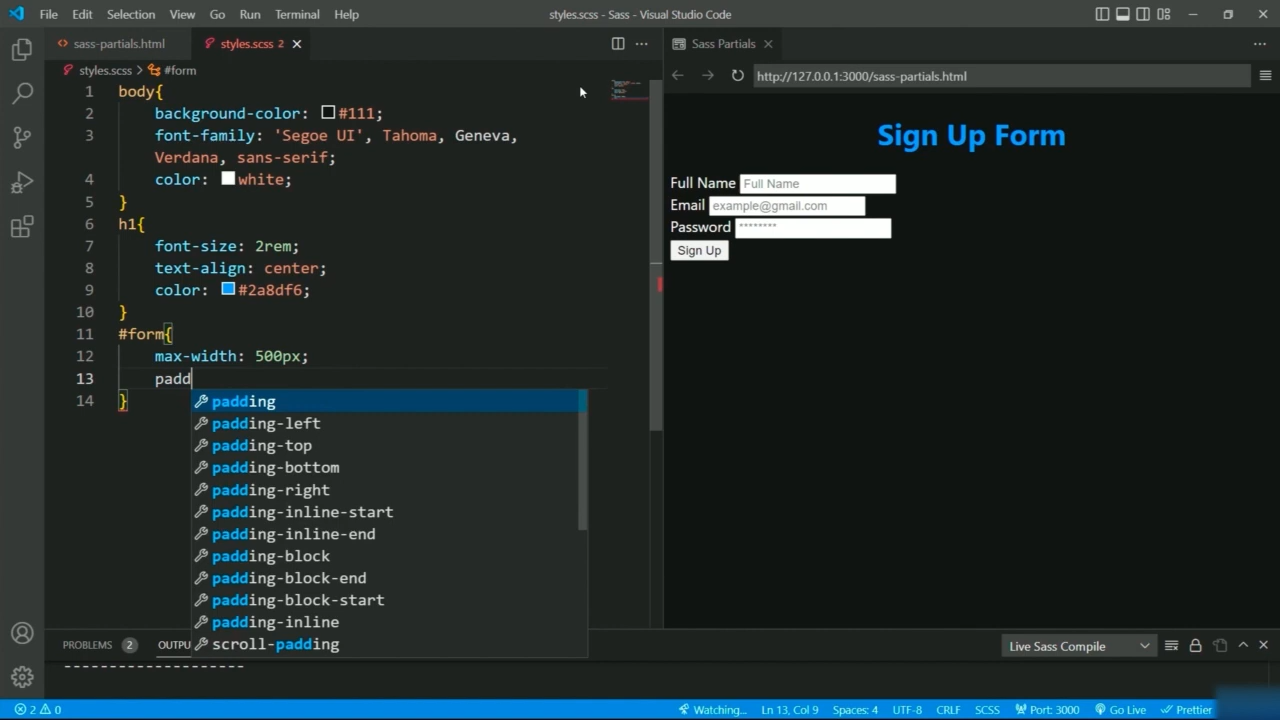 File Edit Selection View Go Run Terminal Help
styles.scss - Sass - Visual Studio Code
sass-partials.html
styles.scss 2
Sass Partials
styles.scss > #form
http://127.0.0.1:3000/sass-partials.html
1 body{
2 background-color: #111;
3 font-family: 'Segoe UI', Tahoma, Geneva,
Verdana, sans-serif;
4 color: white;
5 }
6 h1{
7 font-size: 2rem;
8 text-align: center;
9 color: #2a8df6;
10 }
11 #form{
12 max-width: 500px;
13 padd
14 }
padding
padding-left
padding-top
padding-bottom
padding-right
padding-inline-start
padding-inline-end
padding-block
padding-block-end
padding-block-start
padding-inline
scroll-padding
Sign Up Form
Full Name Full Name
Email example@gmail.com
Password ********
Sign Up
PROBLEMS 2 OUTPU
Live Sass Compile
--------------------
2 0
Watching... Ln 13, Col 9 Spaces: 4 UTF-8 CRLF SCSS Port: 3000 Go Live Prettier